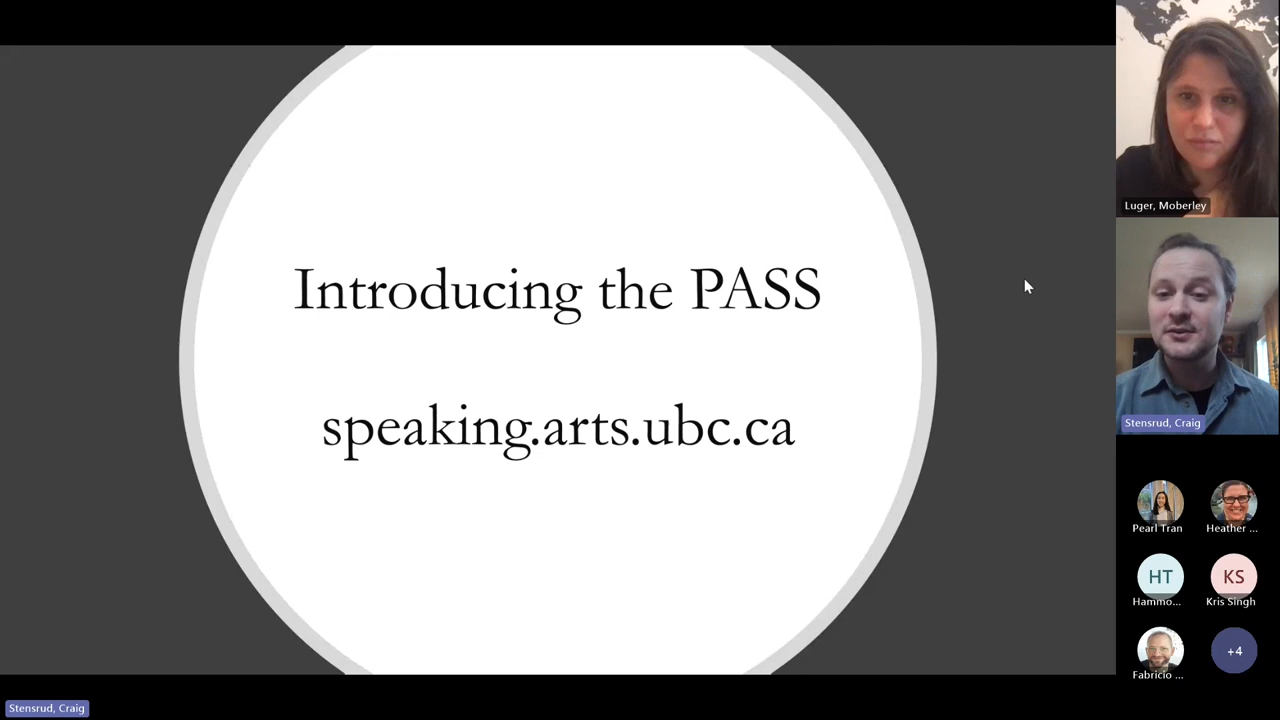 Introducing the PASS
speaking.arts.ubc.ca
Luger, Moberley
Stensrud, Craig
Pearl Tran
Heather ...
HT
Hammo...
KS
Kris Singh
Fabricio ...
+4
Stensrud, Craig